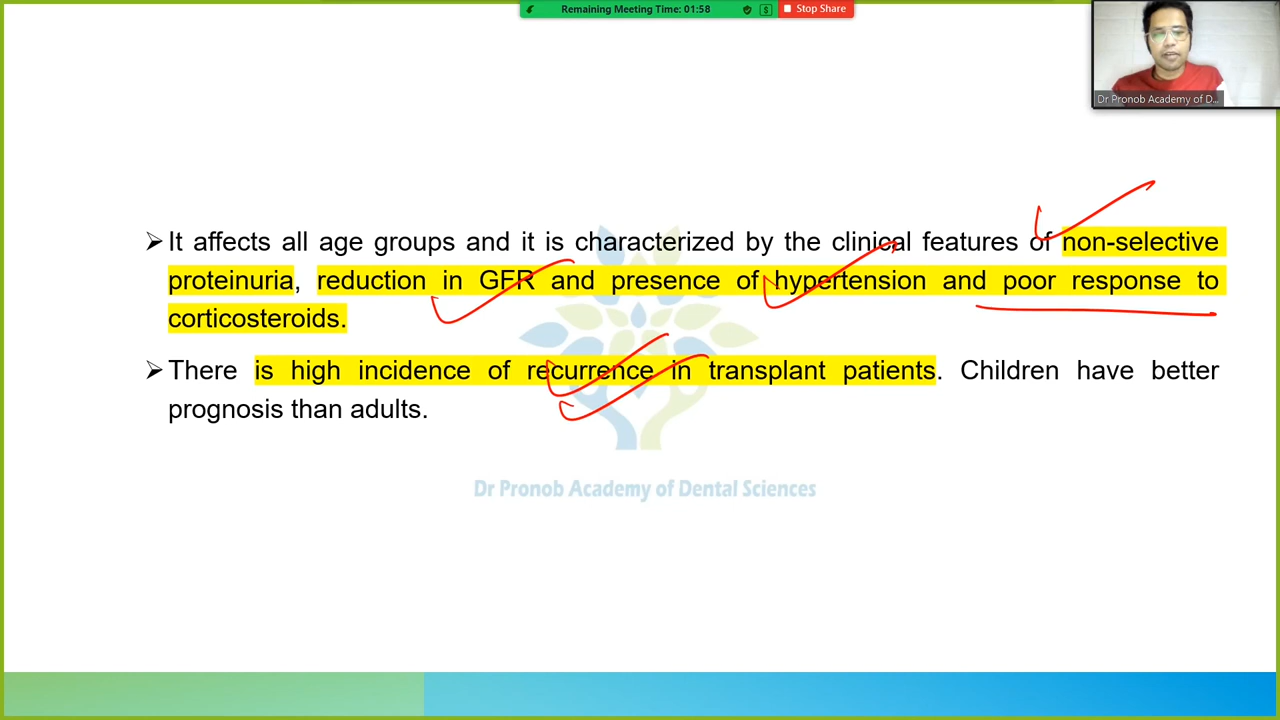 Remaining Meeting Time: 01:58
Stop Share
Dr Pronob Academy of D...
It affects all age groups and it is characterized by the clinical features of non-selective
proteinuria, reduction in GFR and presence of hypertension and poor response to
corticosteroids.
There is high incidence of recurrence in transplant patients. Children have better
prognosis than adults.
Dr Pronob Academy of Dental Sciences